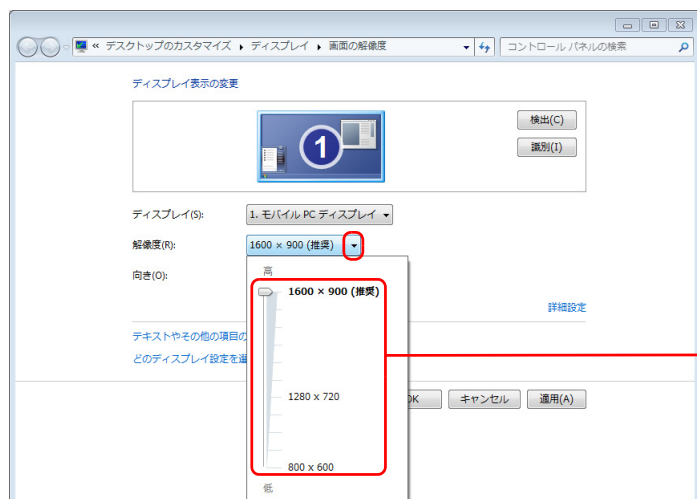 « デスクトップのカスタマイズ ▸ ディスプレイ ▸ 画面の解像度
コントロール パネルの検索
ディスプレイ表示の変更
1
検出(C)
識別(I)
ディスプレイ(S):
1. モバイル PC ディスプレイ
解像度(R):
1600 × 900 (推奨)
向き(O):
高
1600 × 900 (推奨)
詳細設定
テキストやその他の項目の
どのディスプレイ設定を選
1280 x 720
OK
キャンセル
適用(A)
800 x 600
低